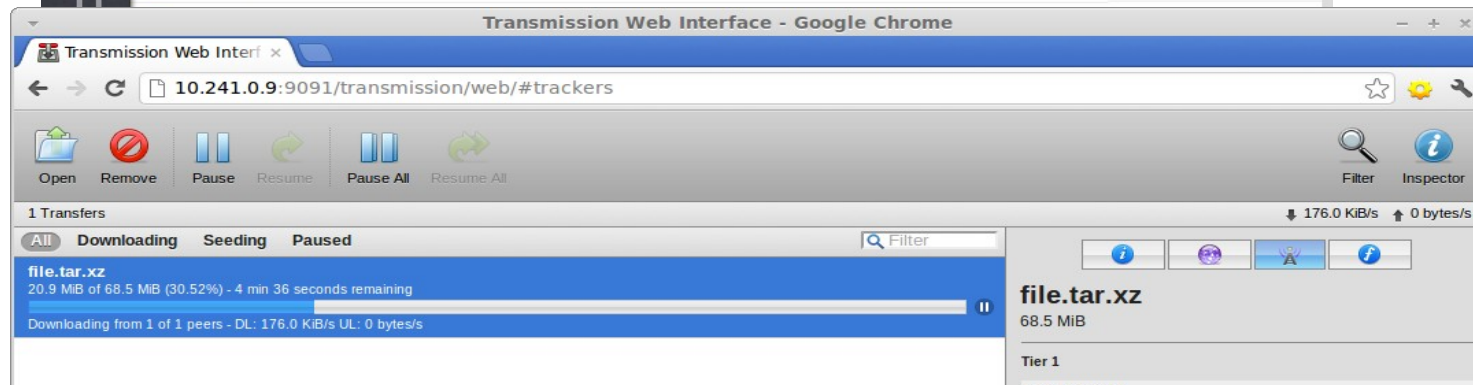 Transmission Web Interface - Google Chrome
Transmission Web Interf
10.241.0.9:9091/transmission/web/#trackers
Open Remove Pause Resume Pause All Resume All Filter Inspector
1 Transfers 176.0 KiB/s 0 bytes/s
All Downloading Seeding Paused Filter
file.tar.xz
20.9 MiB of 68.5 MiB (30.52%) - 4 min 36 seconds remaining
Downloading from 1 of 1 peers - DL: 176.0 KiB/s UL: 0 bytes/s
file.tar.xz
68.5 MiB
Tier 1